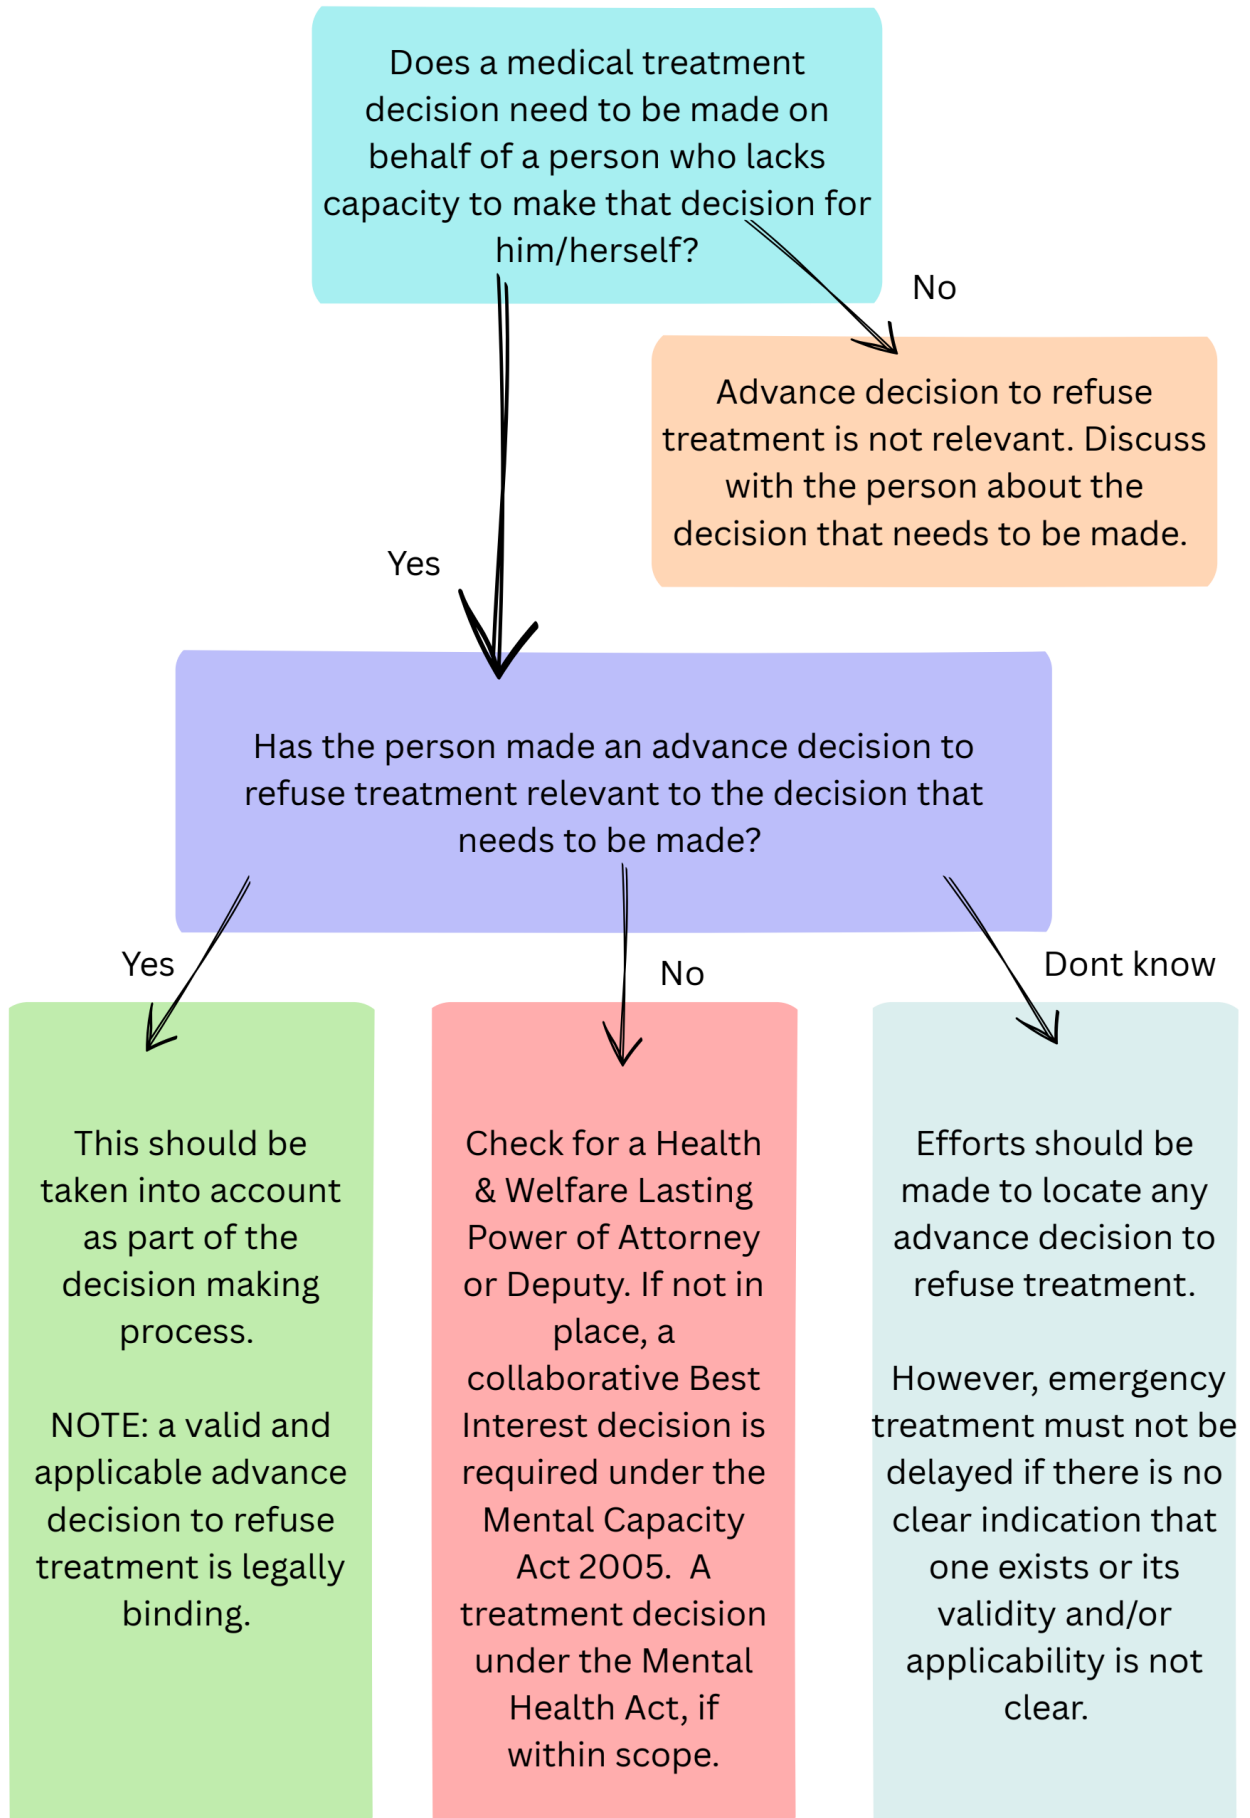 Does a medical treatment
decision need to be made on
behalf of a person who lacks
capacity to make that decision for
him/herself?
No
Advance decision to refuse
treatment is not relevant. Discuss
with the person about the
decision that needs to be made.
Yes
Has the person made an advance decision to
refuse treatment relevant to the decision that
needs to be made?
Yes
No
Dont know
This should be
taken into account
as part of the
decision making
process.
NOTE: a valid and
applicable advance
decision to refuse
treatment is legally
binding.
Check for a Health
& Welfare Lasting
Power of Attorney
or Deputy. If not in
place, a
collaborative Best
Interest decision is
required under the
Mental Capacity
Act 2005.  A
treatment decision
under the Mental
Health Act, if
within scope.
Efforts should be
made to locate any
advance decision to
refuse treatment.
However, emergency
treatment must not be
delayed if there is no
clear indication that
one exists or its
validity and/or
applicability is not
clear.